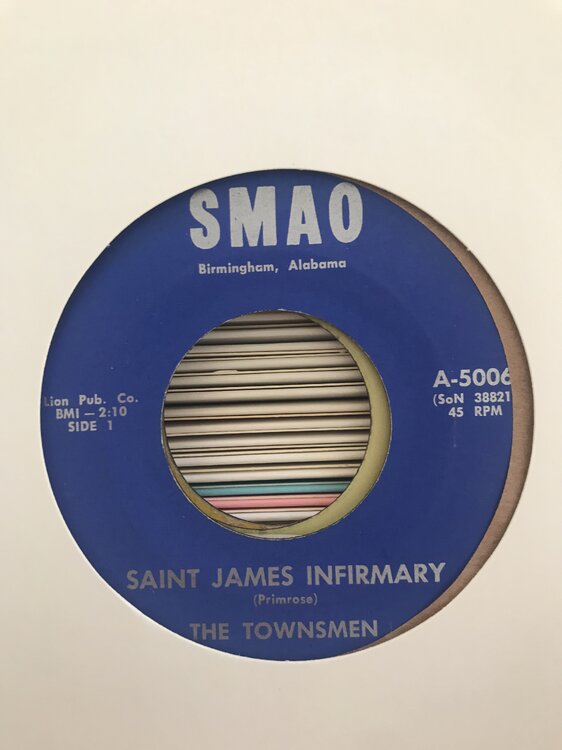 SMAO
Birmingham, Alabama
Lion Pub. Co.
BMI — 2:10
SIDE 1
A-5006
(SoN 38821
45 RPM
SAINT JAMES INFIRMARY
(Primrose)
THE TOWNSMEN